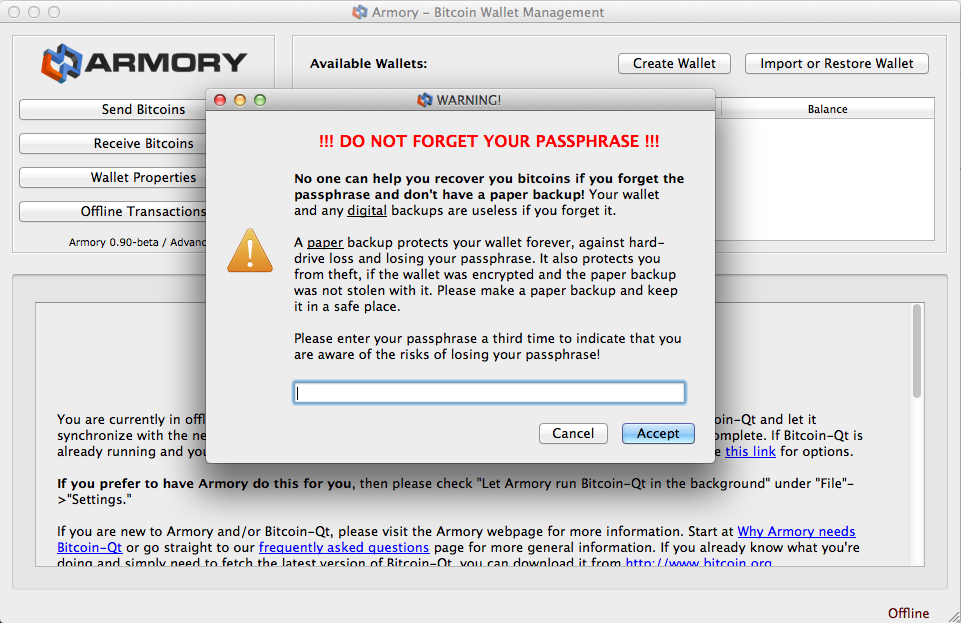 Armory – Bitcoin Wallet Management
ARMORY
Available Wallets:
Create Wallet
Import or Restore Wallet
Send Bitcoins
Receive Bitcoins
Wallet Properties
Offline Transactions
Armory 0.90-beta / Advanc
Balance
WARNING!
!!! DO NOT FORGET YOUR PASSPHRASE !!!
No one can help you recover you bitcoins if you forget the
passphrase and don't have a paper backup! Your wallet
and any digital backups are useless if you forget it.
A paper backup protects your wallet forever, against hard-
drive loss and losing your passphrase. It also protects you
from theft, if the wallet was encrypted and the paper backup
was not stolen with it. Please make a paper backup and keep
it in a safe place.
Please enter your passphrase a third time to indicate that you
are aware of the risks of losing your passphrase!
Cancel
Accept
You are currently in offl oin-Qt and let it
synchronize with the ne omplete. If Bitcoin-Qt is
already running and you e this link for options.
If you prefer to have Armory do this for you, then please check "Let Armory run Bitcoin-Qt in the background" under "File"-
>"Settings."
If you are new to Armory and/or Bitcoin-Qt, please visit the Armory webpage for more information. Start at Why Armory needs
Bitcoin-Qt or go straight to our frequently asked questions page for more general information. If you already know what you're
doing and simply need to fetch the latest version of Bitcoin-Qt, you can download it from http://www.bitcoin.org
Offline